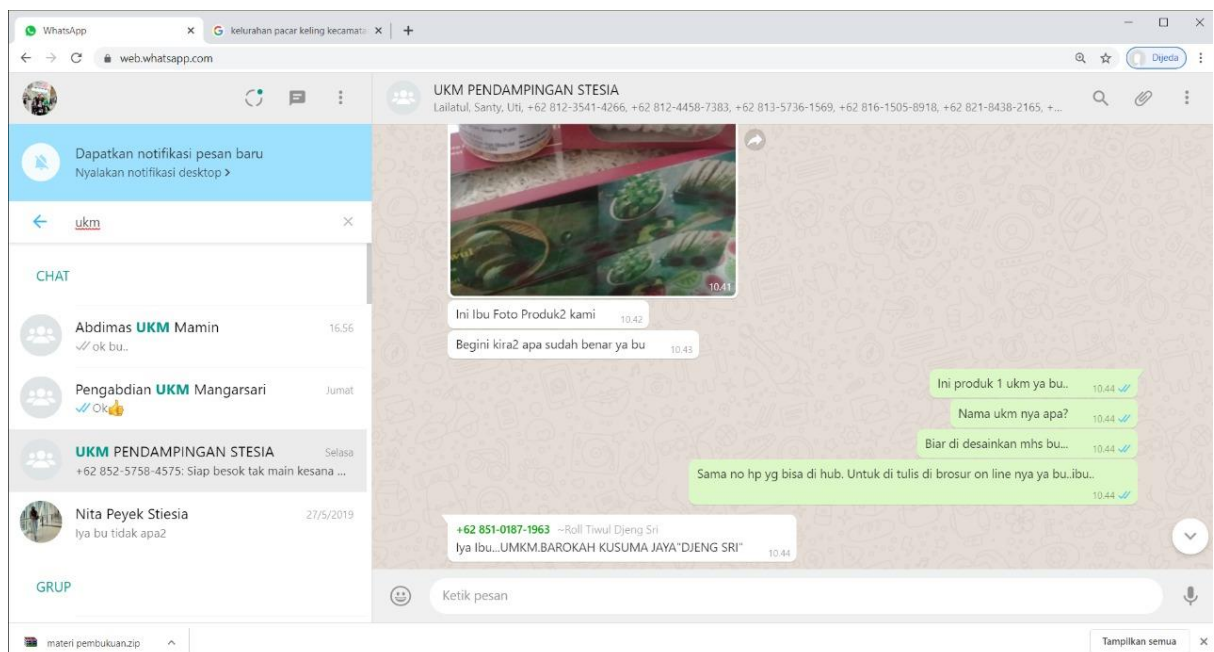 WhatsApp
kelurahan pacar keling kecamata
web.whatsapp.com
Dijeda
UKM PENDAMPINGAN STESIA
Lailatul, Santy, Uti, +62 812-3541-4266, +62 812-4458-7383, +62 813-5736-1569, +62 816-1505-8918, +62 821-8438-2165, +...
Dapatkan notifikasi pesan baru
Nyalakan notifikasi desktop >
ukm
CHAT
Abdimas UKM Mamin 16.56
ok bu..
Pengabdian UKM Mangarsari Jumat
Ok👍
UKM PENDAMPINGAN STESIA Selasa
+62 852-5758-4575: Siap besok tak main kesana ...
Nita Peyek Stiesia 27/5/2019
Iya bu tidak apa2
GRUP
10.41
Ini Ibu Foto Produk2 kami 10.42
Begini kira2 apa sudah benar ya bu 10.43
Ini produk 1 ukm ya bu.. 10.44
Nama ukm nya apa? 10.44
Biar di desainkan mhs bu... 10.44
Sama no hp yg bisa di hub. Untuk di tulis di brosur on line nya ya bu..ibu..
10.44
+62 851-0187-1963 ~Roll Tiwul Djeng Sri
Iya Ibu...UMKM.BAROKAH KUSUMA JAYA"DJENG SRI" 10.44
Ketik pesan
materi pembukuan.zip
Tampilkan semua